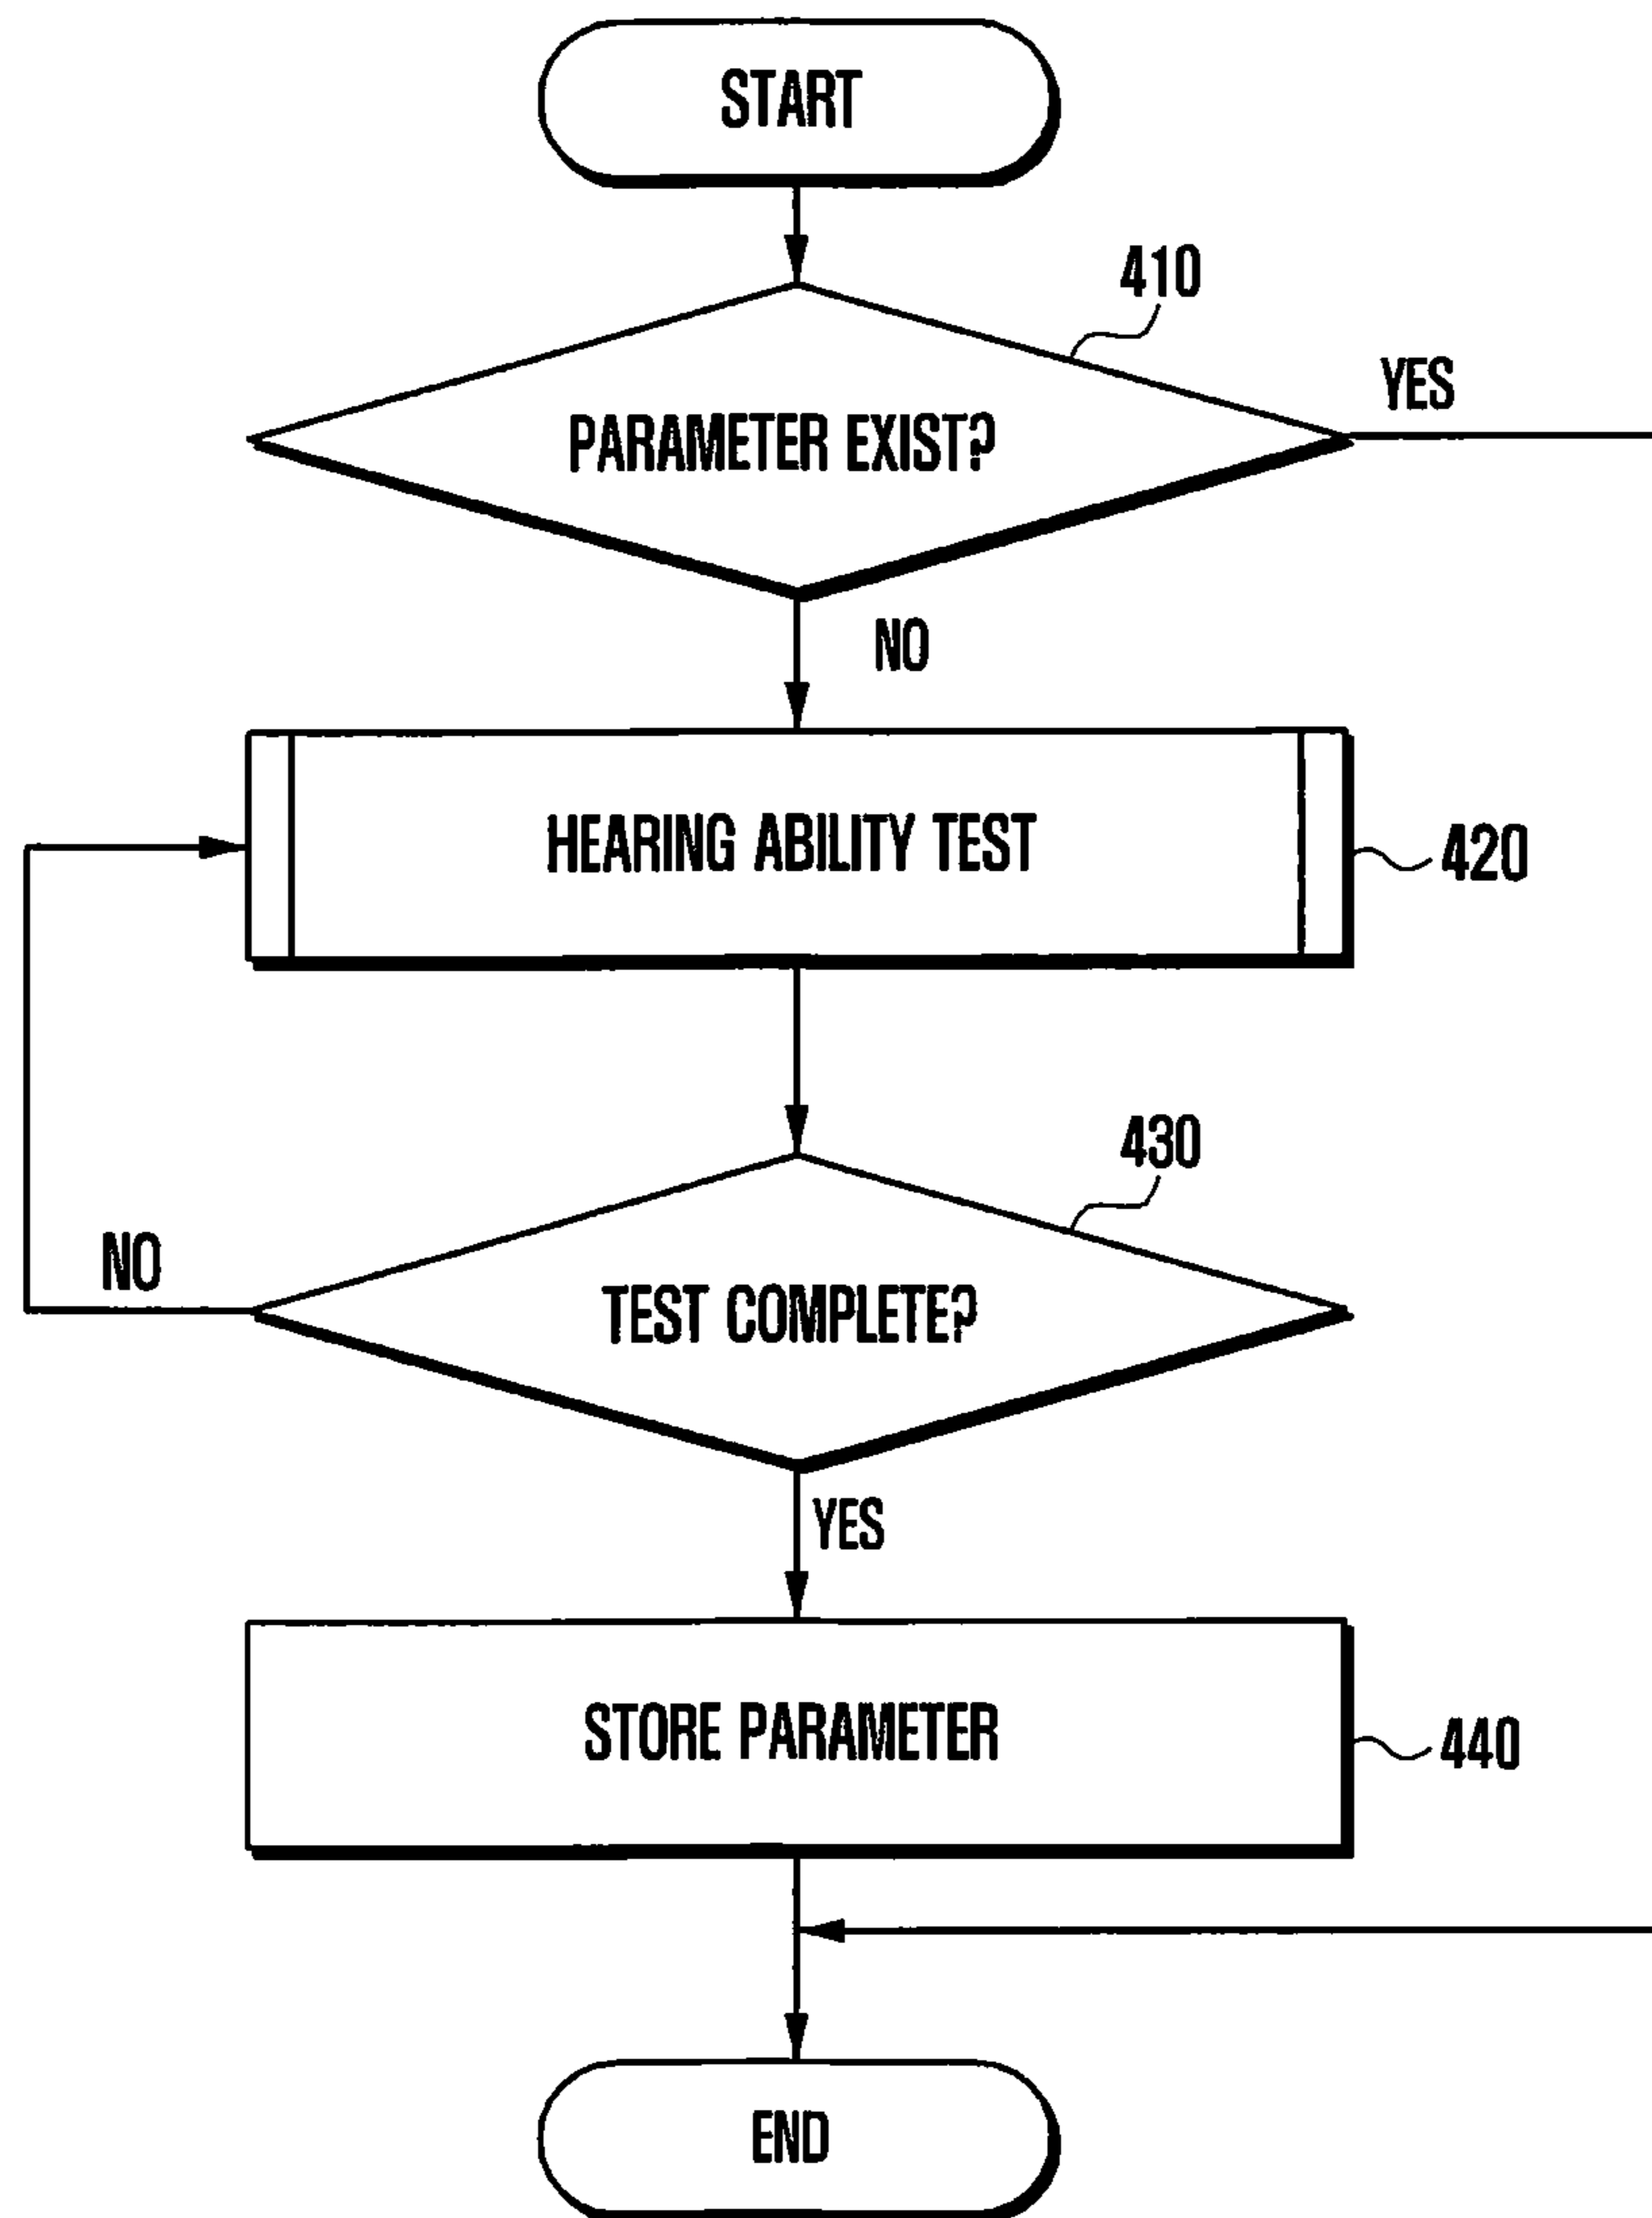 START
410
YES
PARAMETER EXIST?
NO
HEARING ABILITY TEST
420
430
NO
TEST COMPLETE?
YES
STORE PARAMETER
440
END